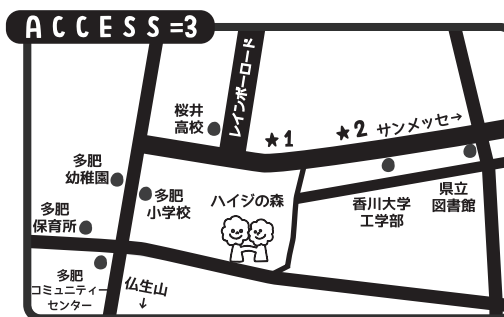 ACCESS=3
レインボーロード
桜井
高校
★1
★2 サンメッセ→
多肥
幼稚園
多肥
小学校
ハイジの森
香川大学
工学部
県立
図書館
多肥
保育所
多肥
コミュニティー
センター
仏生山
↓